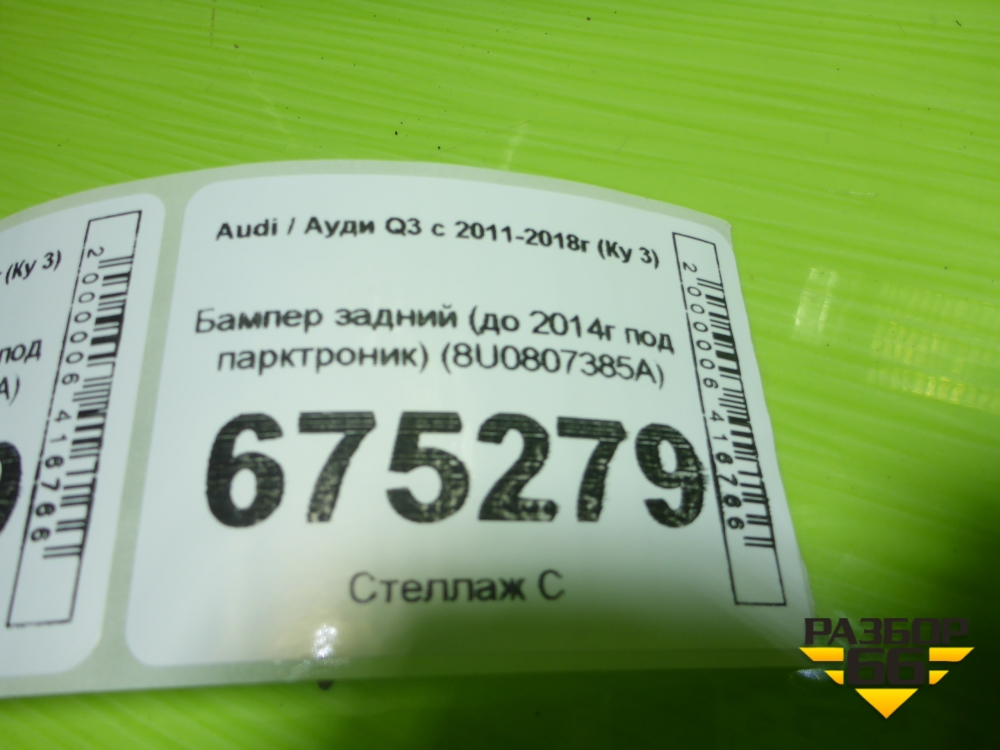 (Ку 3)
под
A)
9
2000006418766
Audi / Ауди Q3 с 2011-2018г (Ку 3)
Бампер задний (до 2014г под
парктроник) (8U0807385A)
675279
Стеллаж С
2000006418766
РАЗБОР
66